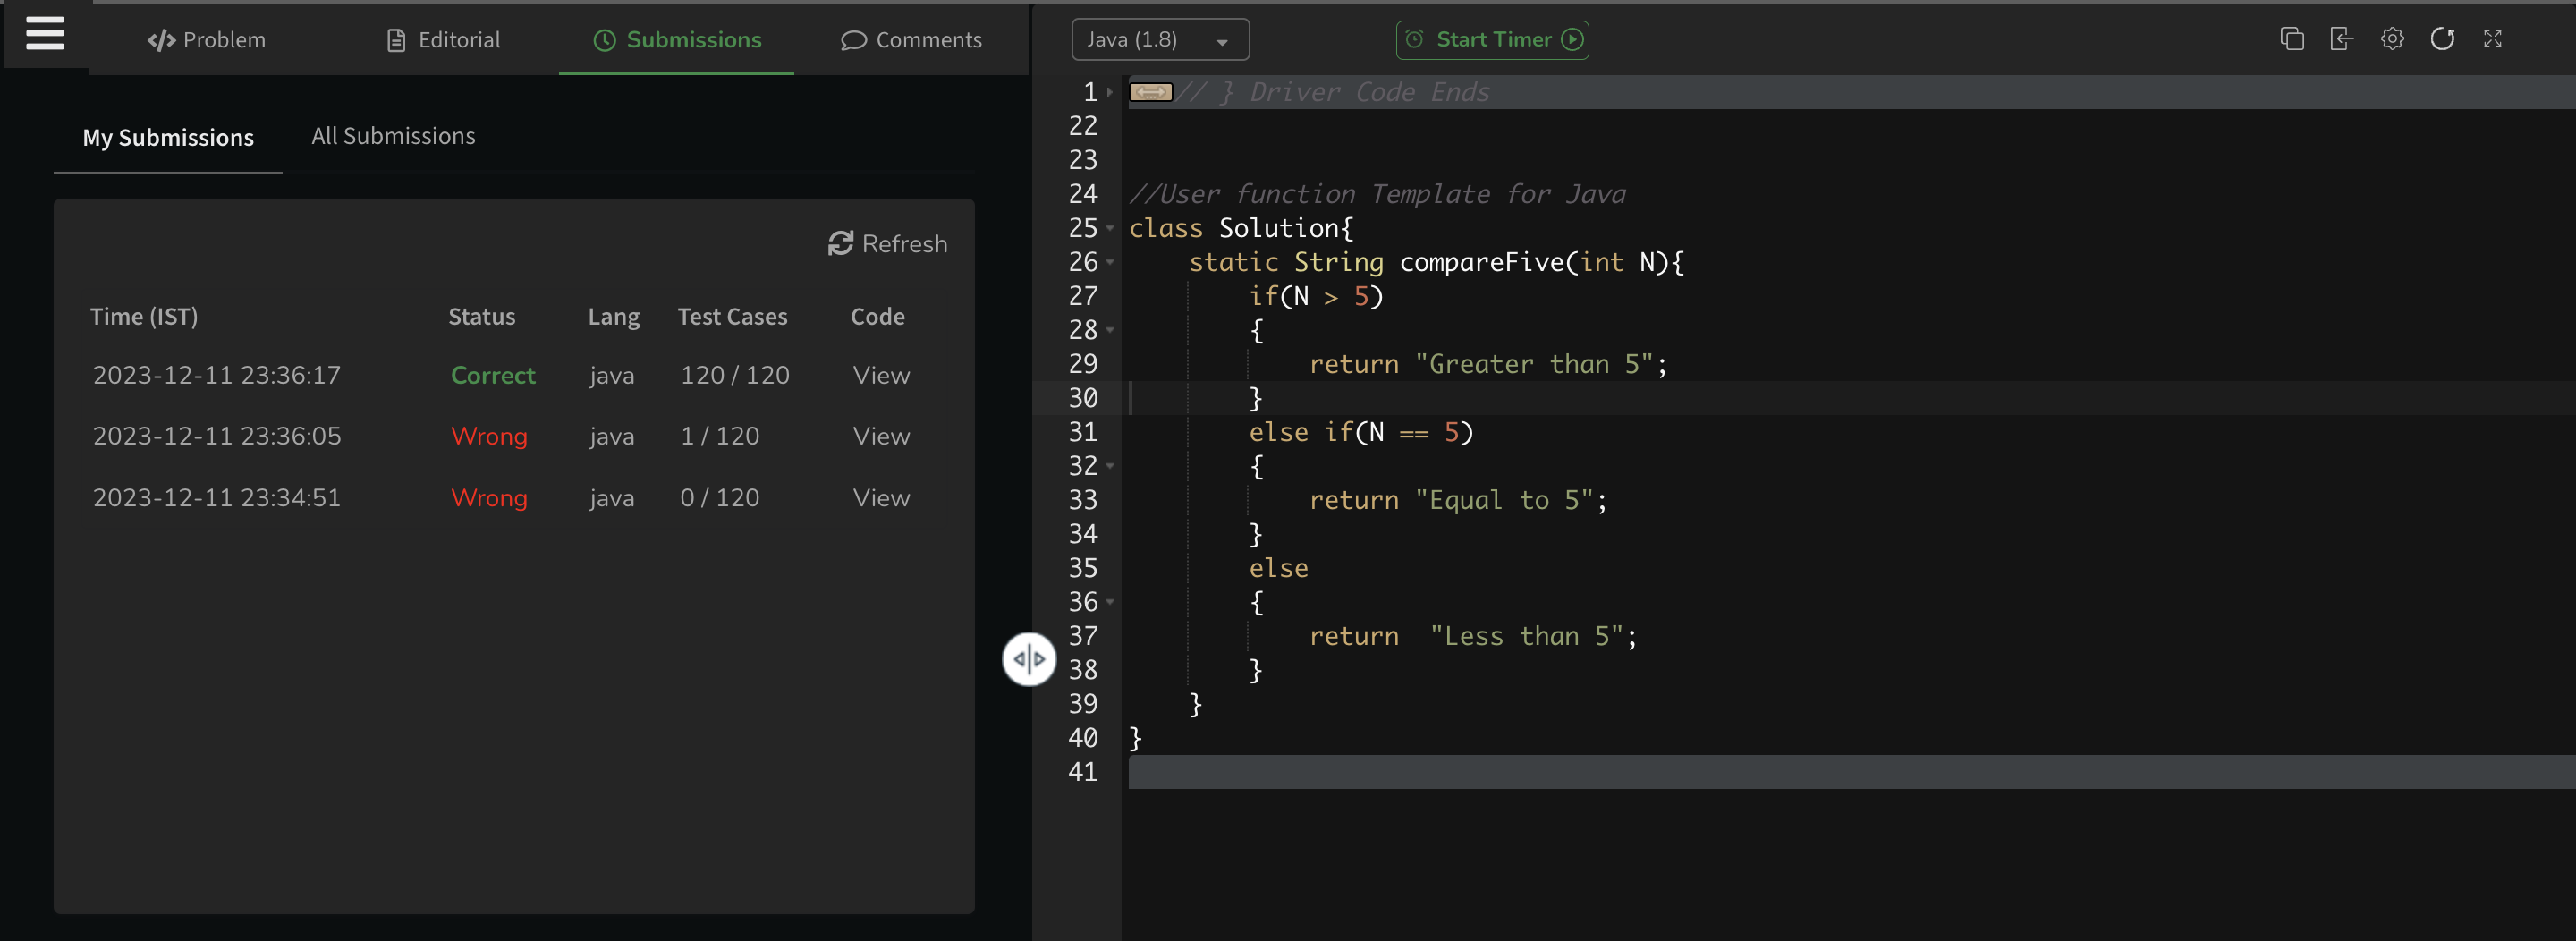 </> Problem Editorial Submissions Comments
Java (1.8) Start Timer
My Submissions All Submissions
Refresh
Time (IST) Status Lang Test Cases Code
2023-12-11 23:36:17 Correct java 120 / 120 View
2023-12-11 23:36:05 Wrong java 1 / 120 View
2023-12-11 23:34:51 Wrong java 0 / 120 View
1 // } Driver Code Ends
22
23
24 //User function Template for Java
25 class Solution{
26     static String compareFive(int N){
27         if(N > 5)
28         {
29             return "Greater than 5";
30         }
31         else if(N == 5)
32         {
33             return "Equal to 5";
34         }
35         else
36         {
37             return  "Less than 5";
38         }
39     }
40 }
41